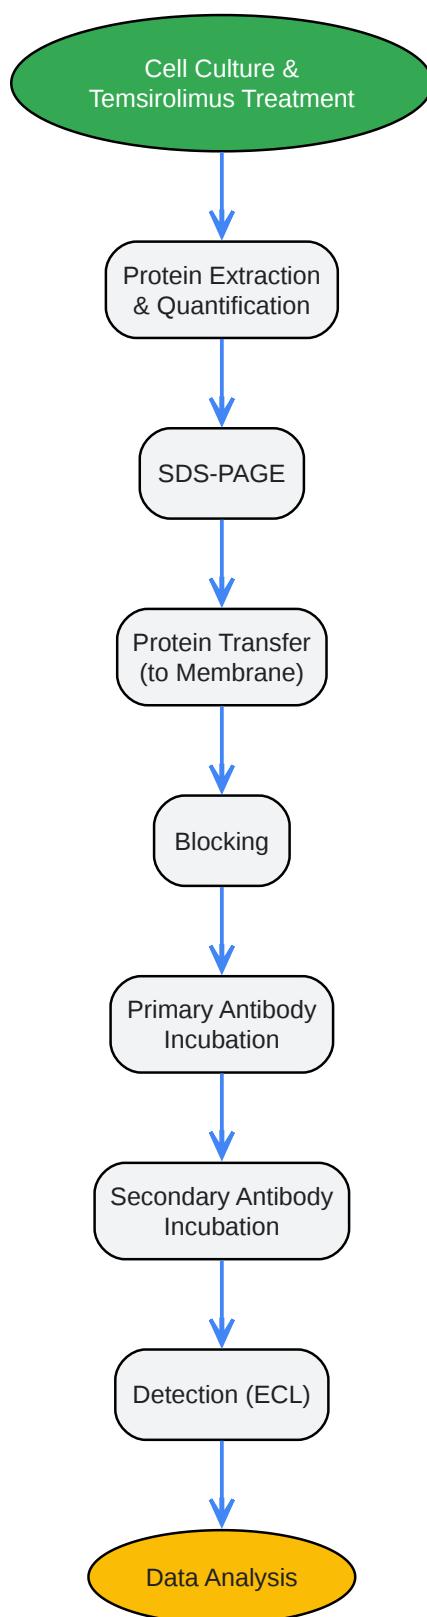 Cell Culture &
Temsirolimus Treatment
Protein Extraction
& Quantification
SDS-PAGE
Protein Transfer
(to Membrane)
Blocking
Primary Antibody
Incubation
Secondary Antibody
Incubation
Detection (ECL)
Data Analysis